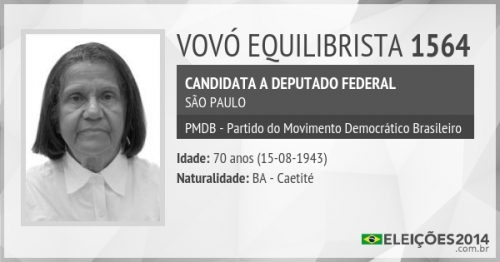 VOVÓ EQUILIBRISTA 1564
CANDIDATA A DEPUTADO FEDERAL
SÃO PAULO
PMDB - Partido do Movimento Democrático Brasileiro
Idade: 70 anos (15-08-1943)
Naturalidade: BA - Caetité
ELEIÇÕES2014
.com.br